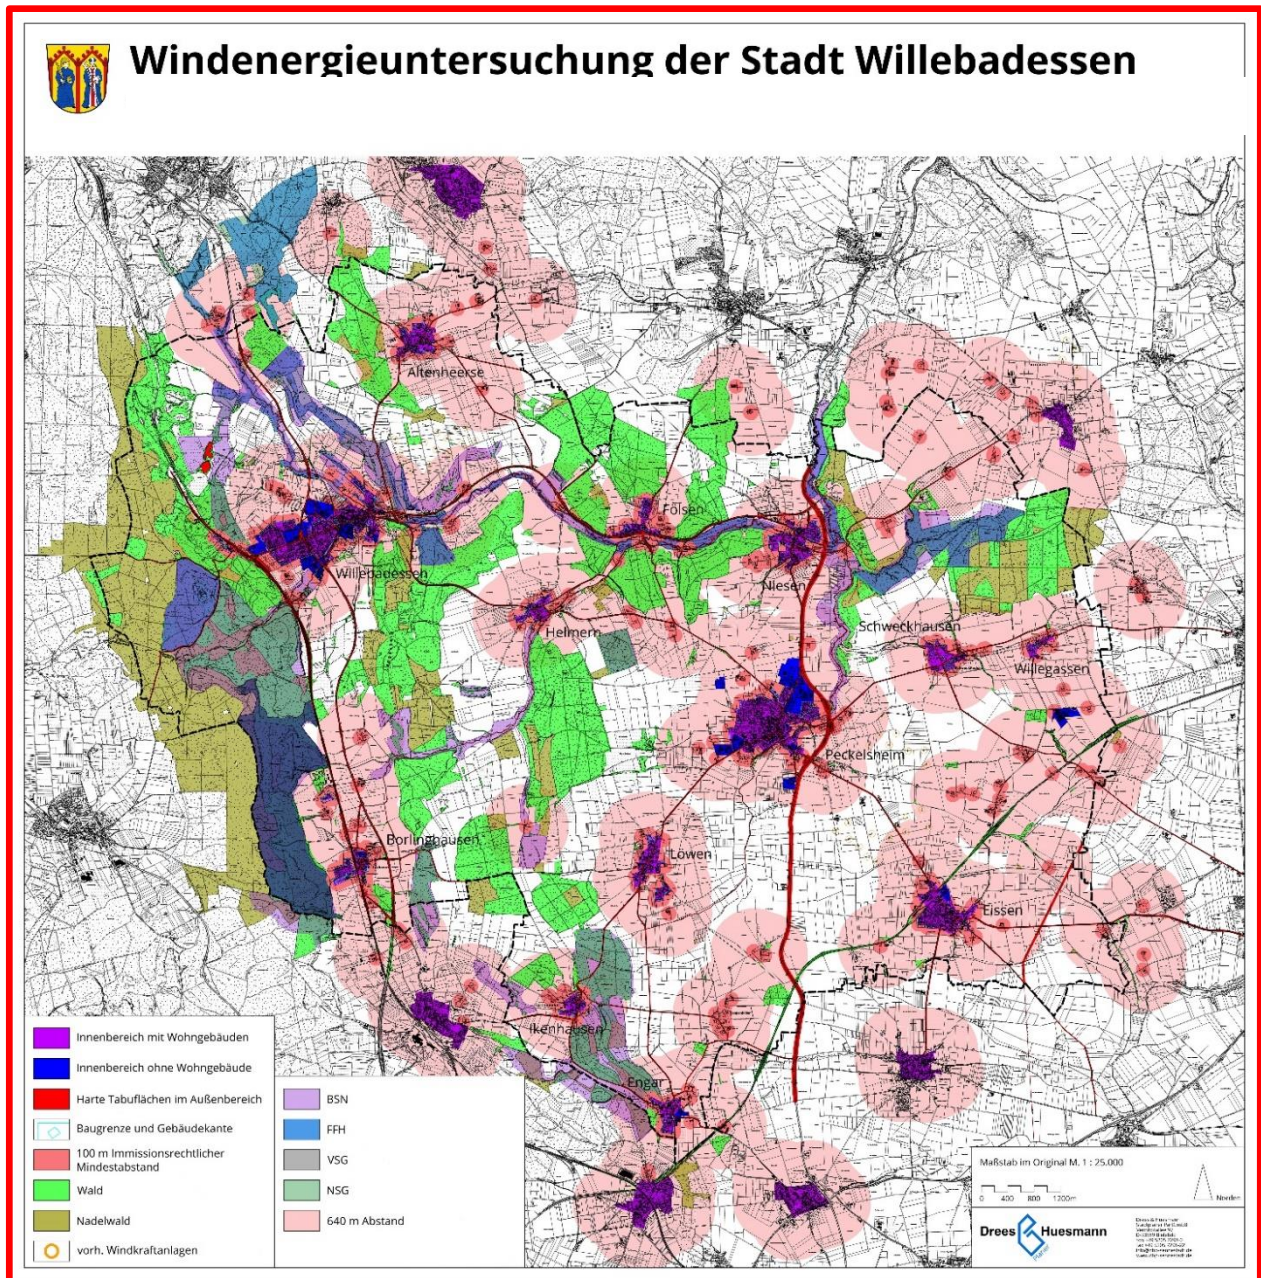 Windenergieuntersuchung der Stadt Willebadessen
Altenheerse
Fölsen
Willebadessen
Niesen
Helmern
Schweckhausen
Willegassen
Peckelsheim
Borlinghausen
Löwen
Eissen
Ikenhausen
Engar
Innenbereich mit Wohngebäuden
Innenbereich ohne Wohngebäude
Harte Tabuflächen im Außenbereich
Baugrenze und Gebäudekante
100 m Immissionsrechtlicher
Mindestabstand
Wald
Nadelwald
vorh. Windkraftanlagen
BSN
FFH
VSG
NSG
640 m Abstand
Maßstab im Original M. 1 : 25.000
0 400 800 1200m
Norden
Drees Huesmann